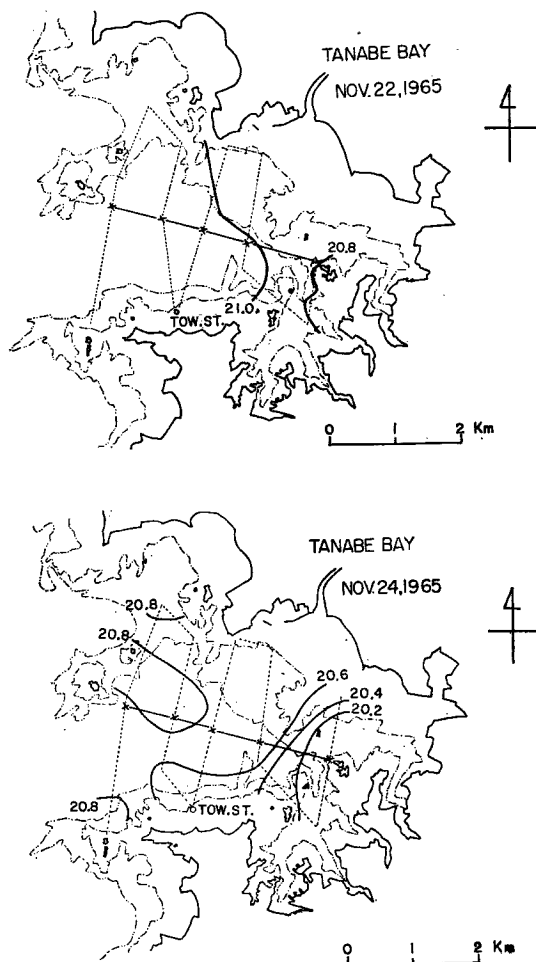 TANABE BAY
NOV. 22, 1965
20.8
21.0
TOW. ST.
0 1 2 Km
TANABE BAY
NOV. 24, 1965
20.8
20.8
20.6
20.4
20.2
20.8
TOW. ST.
0 1 2 Km